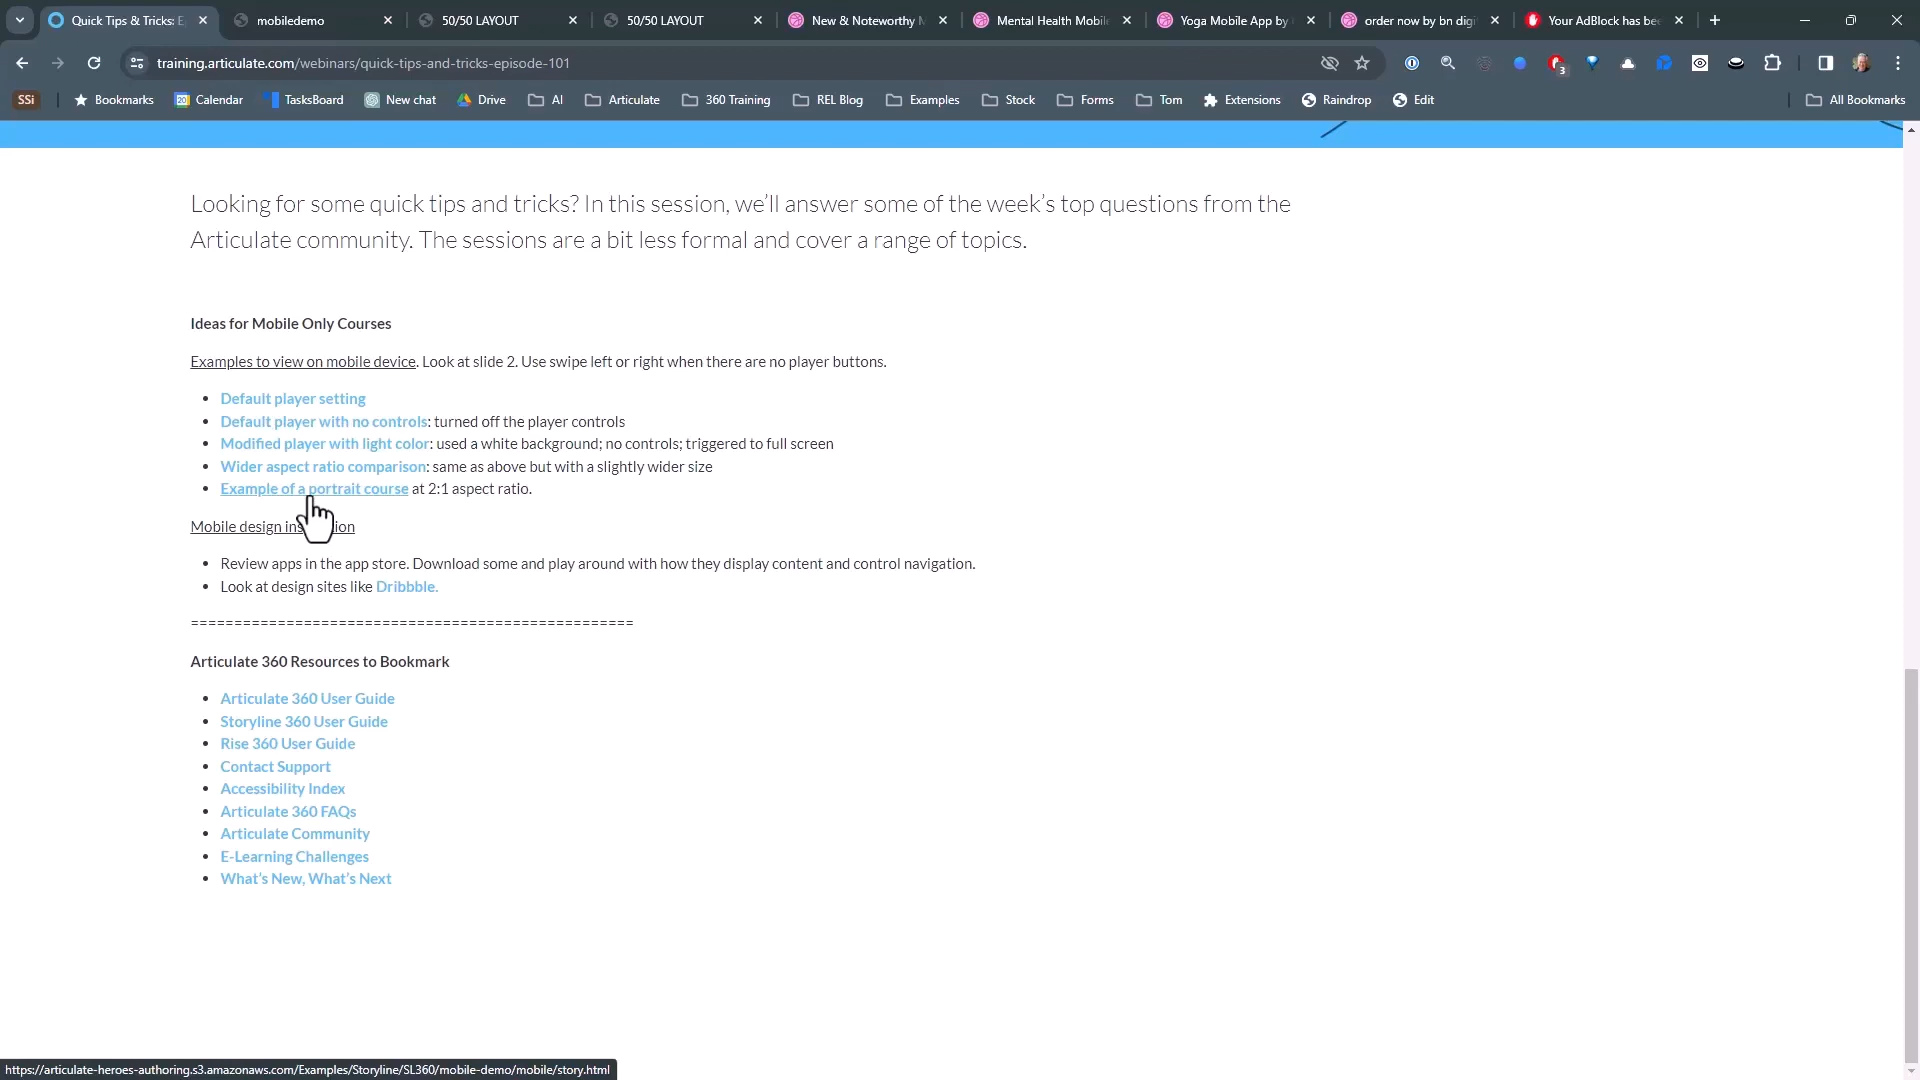 Quick Tips & Tricks: E
mobiledemo
50/50 LAYOUT
50/50 LAYOUT
New & Noteworthy M
Mental Health Mobile
Yoga Mobile App by
order now by bn digi
Your AdBlock has bee
training.articulate.com/webinars/quick-tips-and-tricks-episode-101
3
SSi
Bookmarks
20 Calendar
TasksBoard
New chat
Drive
AI
Articulate
360 Training
REL Blog
Examples
Stock
Forms
Tom
Extensions
Raindrop
Edit
All Bookmarks
Looking for some quick tips and tricks? In this session, we’ll answer some of the week’s top questions from the
Articulate community. The sessions are a bit less formal and cover a range of topics.
Ideas for Mobile Only Courses
Examples to view on mobile device. Look at slide 2. Use swipe left or right when there are no player buttons.
• Default player setting
• Default player with no controls: turned off the player controls
• Modified player with light color: used a white background; no controls; triggered to full screen
• Wider aspect ratio comparison: same as above but with a slightly wider size
• Example of a portrait course at 2:1 aspect ratio.
Mobile design ins ion
• Review apps in the app store. Download some and play around with how they display content and control navigation.
• Look at design sites like Dribbble.
===================================================
Articulate 360 Resources to Bookmark
• Articulate 360 User Guide
• Storyline 360 User Guide
• Rise 360 User Guide
• Contact Support
• Accessibility Index
• Articulate 360 FAQs
• Articulate Community
• E-Learning Challenges
• What’s New, What’s Next
https://articulate-heroes-authoring.s3.amazonaws.com/Examples/Storyline/SL360/mobile-demo/mobile/story.html